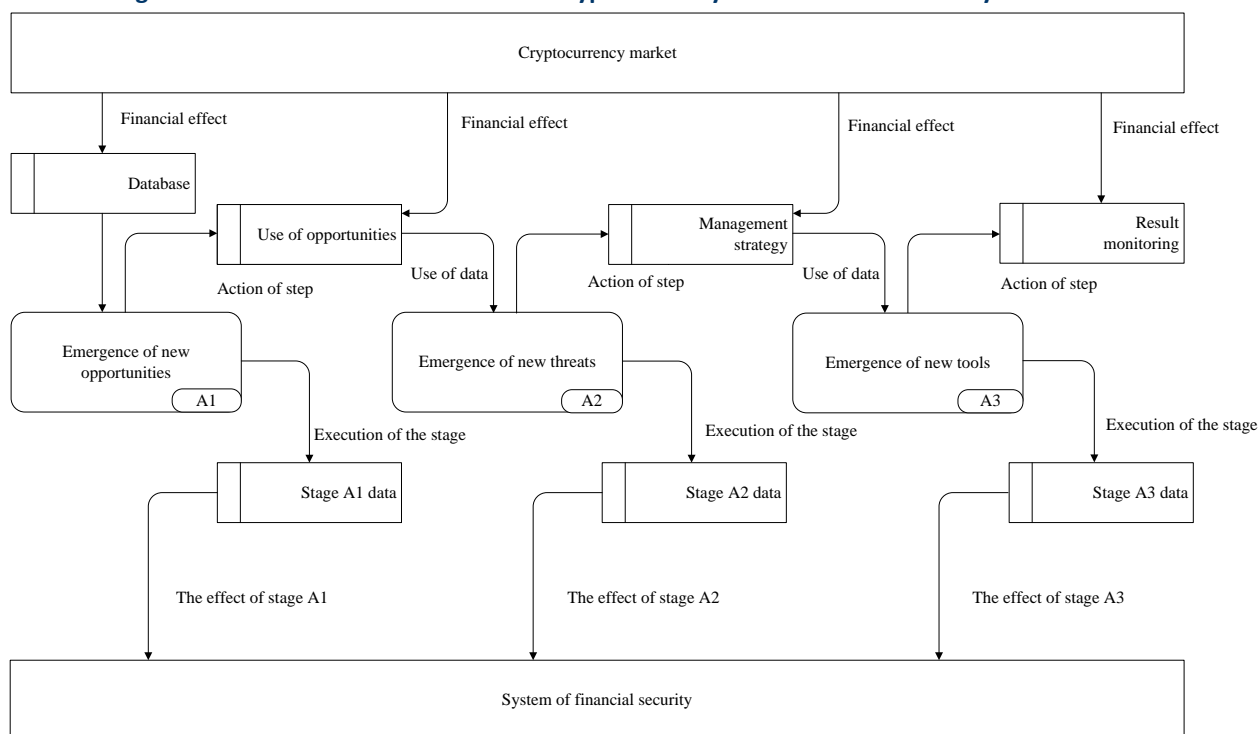 Cryptocurrency market
Financial effect
Financial effect
Financial effect
Financial effect
Database
Use of opportunities
Management
strategy
Result
monitoring
Use of data
Use of data
Action of step
Action of step
Action of step
Emergence of new
opportunities
A1
Emergence of new threats
A2
Emergence of new tools
A3
Execution of the stage
Execution of the stage
Execution of the stage
Stage A1 data
Stage A2 data
Stage A3 data
The effect of stage A1
The effect of stage A2
The effect of stage A3
System of financial security